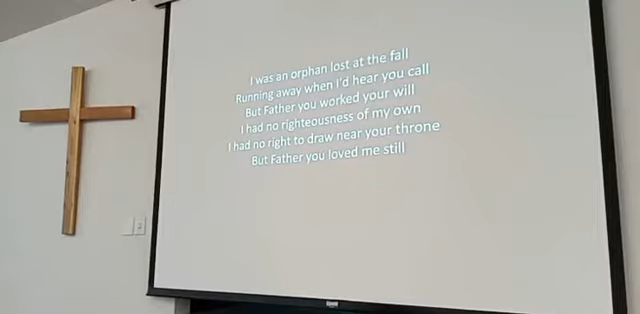 I was an orphan lost at the fall
Running away when I'd hear you call
But Father you worked your will
I had no righteousness of my own
I had no right to draw near your throne
But Father you loved me still